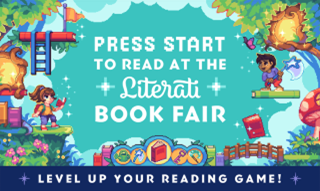 PRESS START
TO READ AT THE
Literati
BOOK FAIR
LEVEL UP YOUR READING GAME!